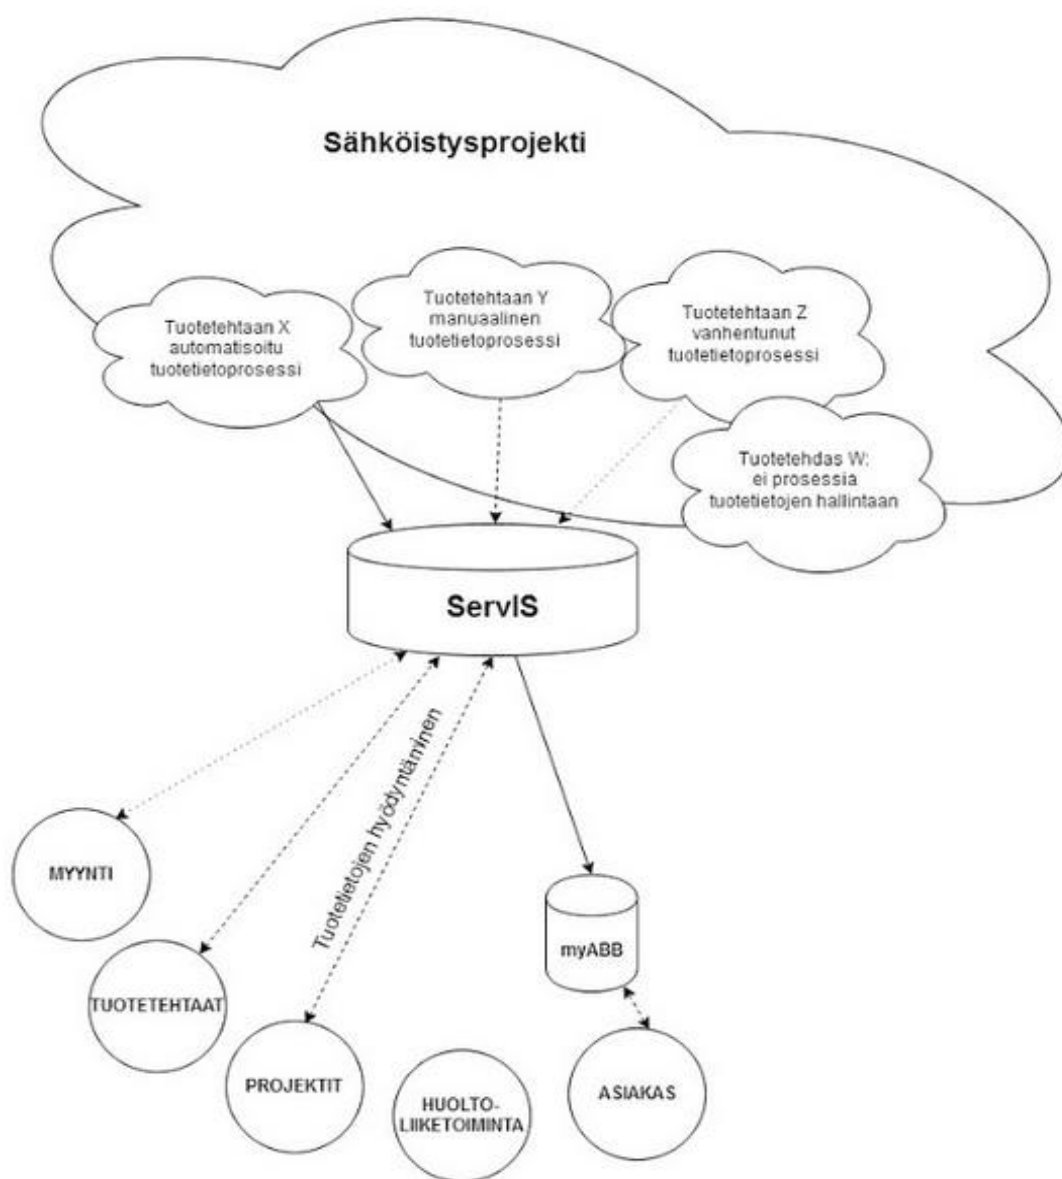 Sähköistysprojekti
Tuotetehtaan X
automatisoitu
tuotetietoprosessi
Tuotetehtaan Y
manuaalinen
tuotetietoprosessi
Tuotetehtaan Z
vanhentunut
tuotetietoprosessi
Tuotetehdas W:
ei prosessia
tuotetietojen hallintaan
ServIS
Tuotetietojen hyödyntäminen
MYYNTI
TUOTETEHTAAT
PROJEKTIT
HUOLTO-
LIIKETOIMINTA
myABB
ASIAKAS